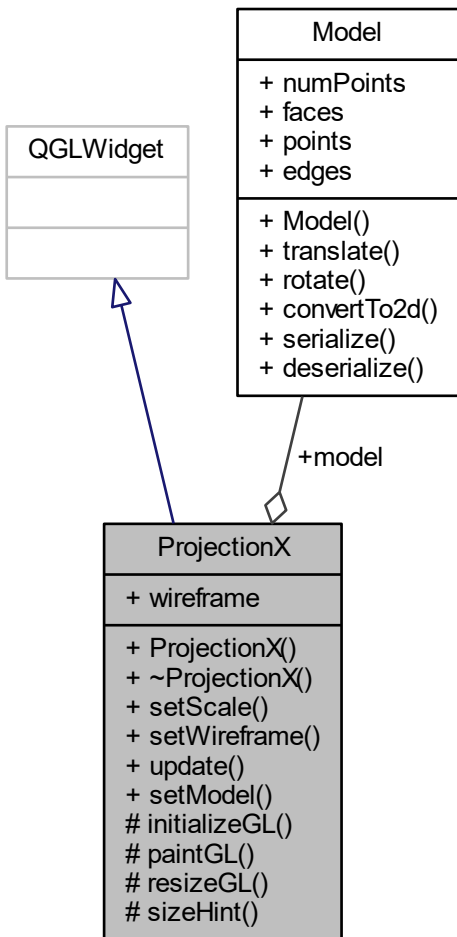 Model
+ numPoints
+ faces
+ points
+ edges
+ Model()
+ translate()
+ rotate()
+ convertTo2d()
+ serialize()
+ deserialize()
QGLWidget
+model
ProjectionX
+ wireframe
+ ProjectionX()
+ ~ProjectionX()
+ setScale()
+ setWireframe()
+ update()
+ setModel()
# initializeGL()
# paintGL()
# resizeGL()
# sizeHint()